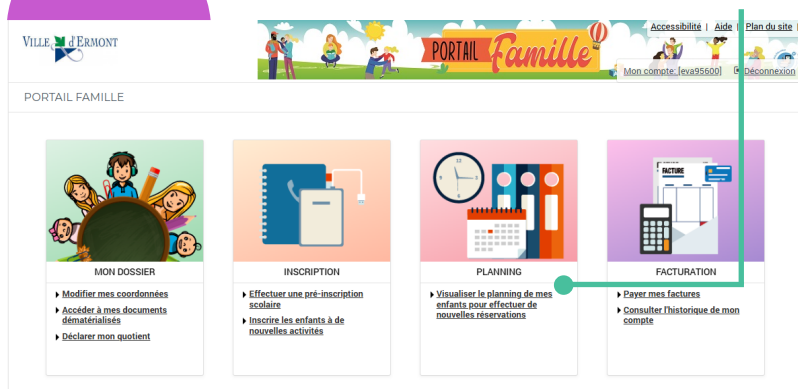 VILLE D'ERMONT
PORTAIL Famille
Accessibilité | Aide | Plan du site |
Mon compte: [eva95600] Déconnexion
PORTAIL FAMILLE
FACTURE
MON DOSSIER
Modifier mes coordonnées
Accéder à mes documents
dématérialisés
Déclarer mon quotient
INSCRIPTION
Effectuer une pré-inscription
scolaire
Inscrire les enfants à de
nouvelles activités
PLANNING
Visualiser le planning de mes
enfants pour effectuer de
nouvelles réservations
FACTURATION
Payer mes factures
Consulter l'historique de mon
compte